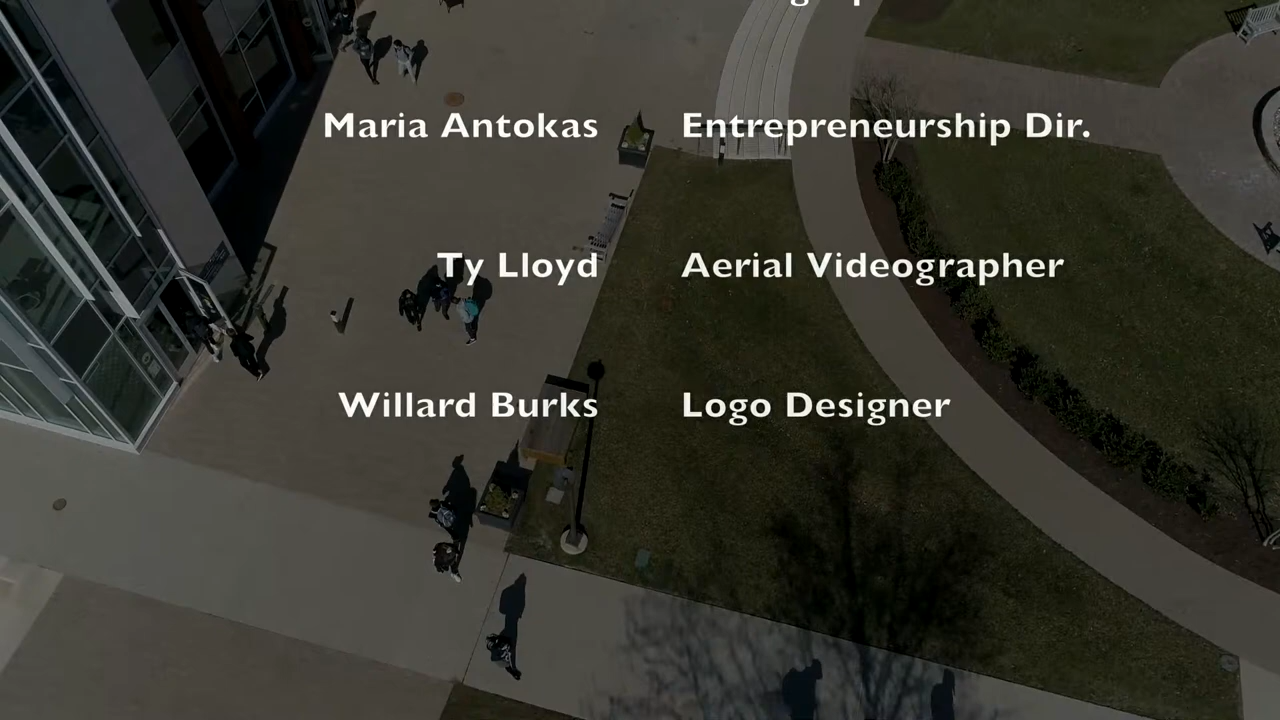 Maria Antokas Entrepreneurship Dir.
Ty Lloyd Aerial Videographer
Willard Burks Logo Designer